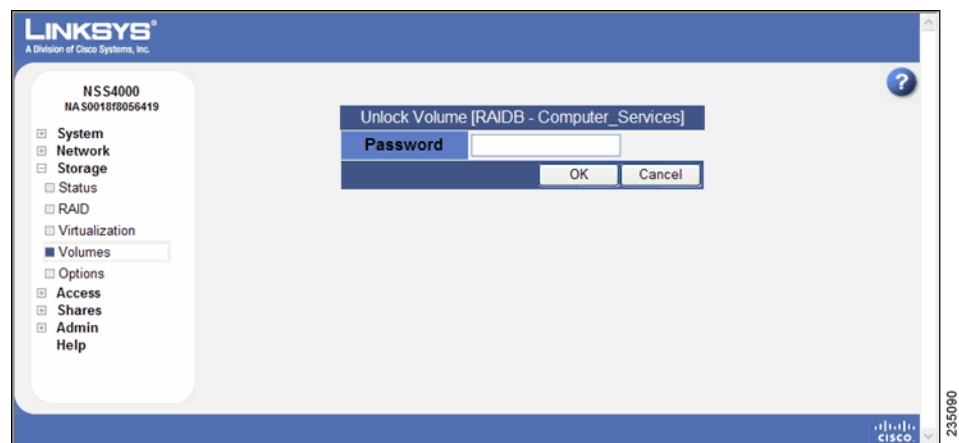 LINKSYS®
A Division of Cisco Systems, Inc.
NSS4000
NAS0018f8056419
System
Network
Storage
Status
RAID
Virtualization
Volumes
Options
Access
Shares
Admin
Help
?
Unlock Volume [RAIDB - Computer_Services]
Password
OK Cancel
CISCO.
235090